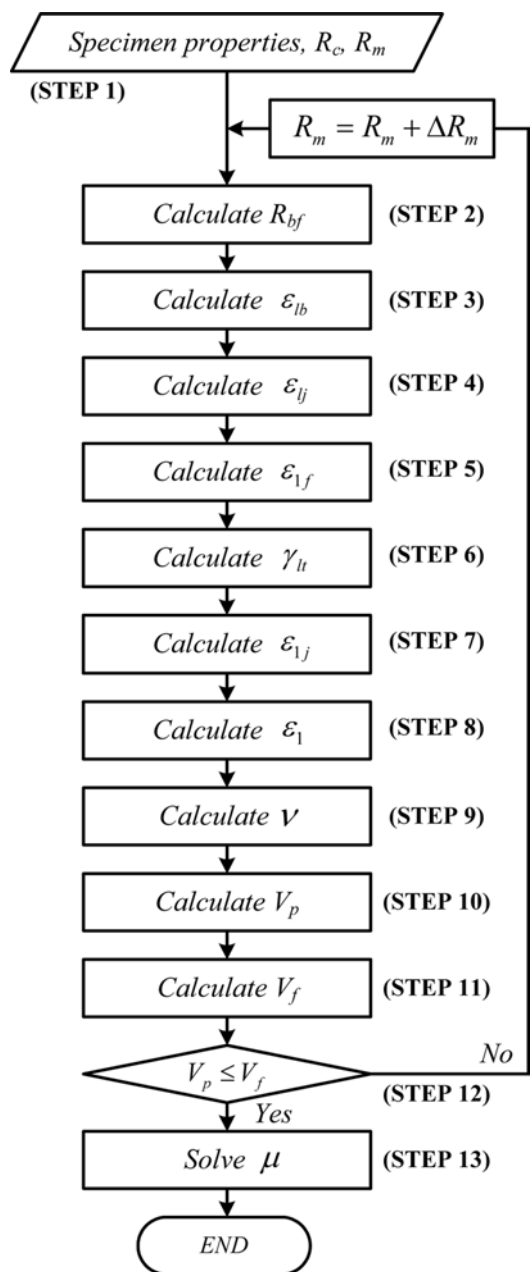 Specimen properties, R_c, R_m
(STEP 1)
R_m = R_m + ΔR_m
Calculate R_bf (STEP 2)
Calculate ε_lb (STEP 3)
Calculate ε_lj (STEP 4)
Calculate ε_1f (STEP 5)
Calculate γ_lt (STEP 6)
Calculate ε_1j (STEP 7)
Calculate ε_1 (STEP 8)
Calculate ν (STEP 9)
Calculate V_p (STEP 10)
Calculate V_f (STEP 11)
No
V_p ≤ V_f (STEP 12)
Yes
Solve μ (STEP 13)
END